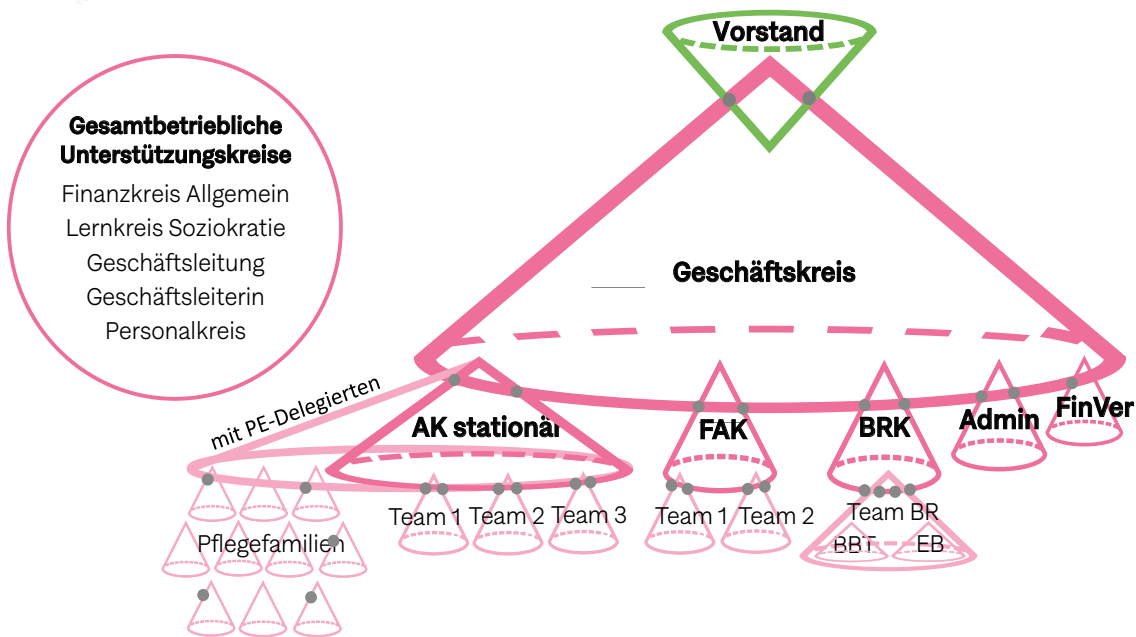 Vorstand
Gesamtbetriebliche
Unterstützungskreise
Finanzkreis Allgemein
Lernkreis Soziokratie
Geschäftsleitung
Geschäftsleiterin
Personalkreis
Geschäftskreis
mit PE-Delegierten
AK stationär
FAK
BRK
Admin
FinVer
Team 1
Team 2
Team 3
Team 1
Team 2
Team BR
Pflegefamilien
BBT
EB